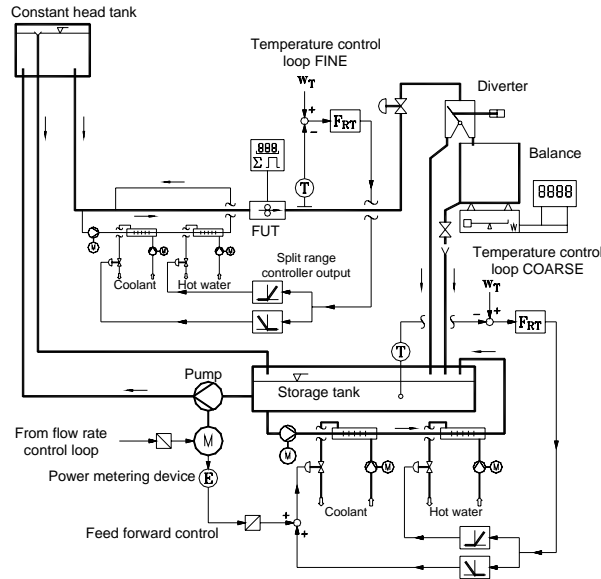 Constant head tank
Temperature control
loop FINE
w_T
+
−
F_RT
Diverter
.888
Σ
T
FUT
Balance
8888
W
M
M
M
Coolant
Hot water
Split range
controller output
Temperature control
loop COARSE
w_T
−
+
F_RT
T
Pump
Storage tank
From flow rate
control loop
M
Power metering device
E
Feed forward control
+
+
M
M
M
Coolant
Hot water